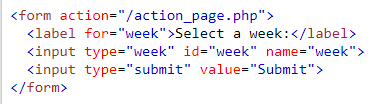 <form action="/action_page.php">
  <label for="week">Select a week:</label>
  <input type="week" id="week" name="week">
  <input type="submit" value="Submit">
</form>